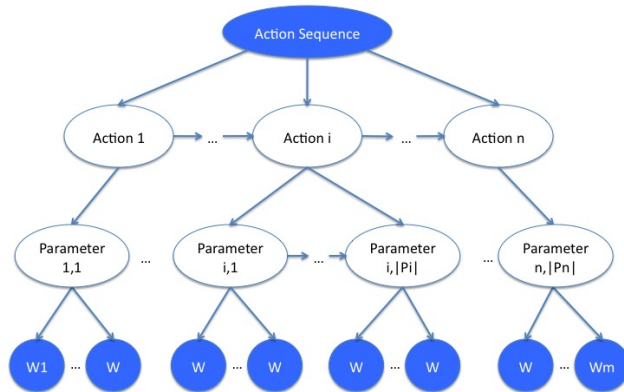 Action Sequence
Action 1 ... Action i ... Action n
Parameter 1,1 ... Parameter i,1 ... Parameter i,|Pi| ... Parameter n,|Pn|
W1 ... W W ... W W ... W W ... Wm